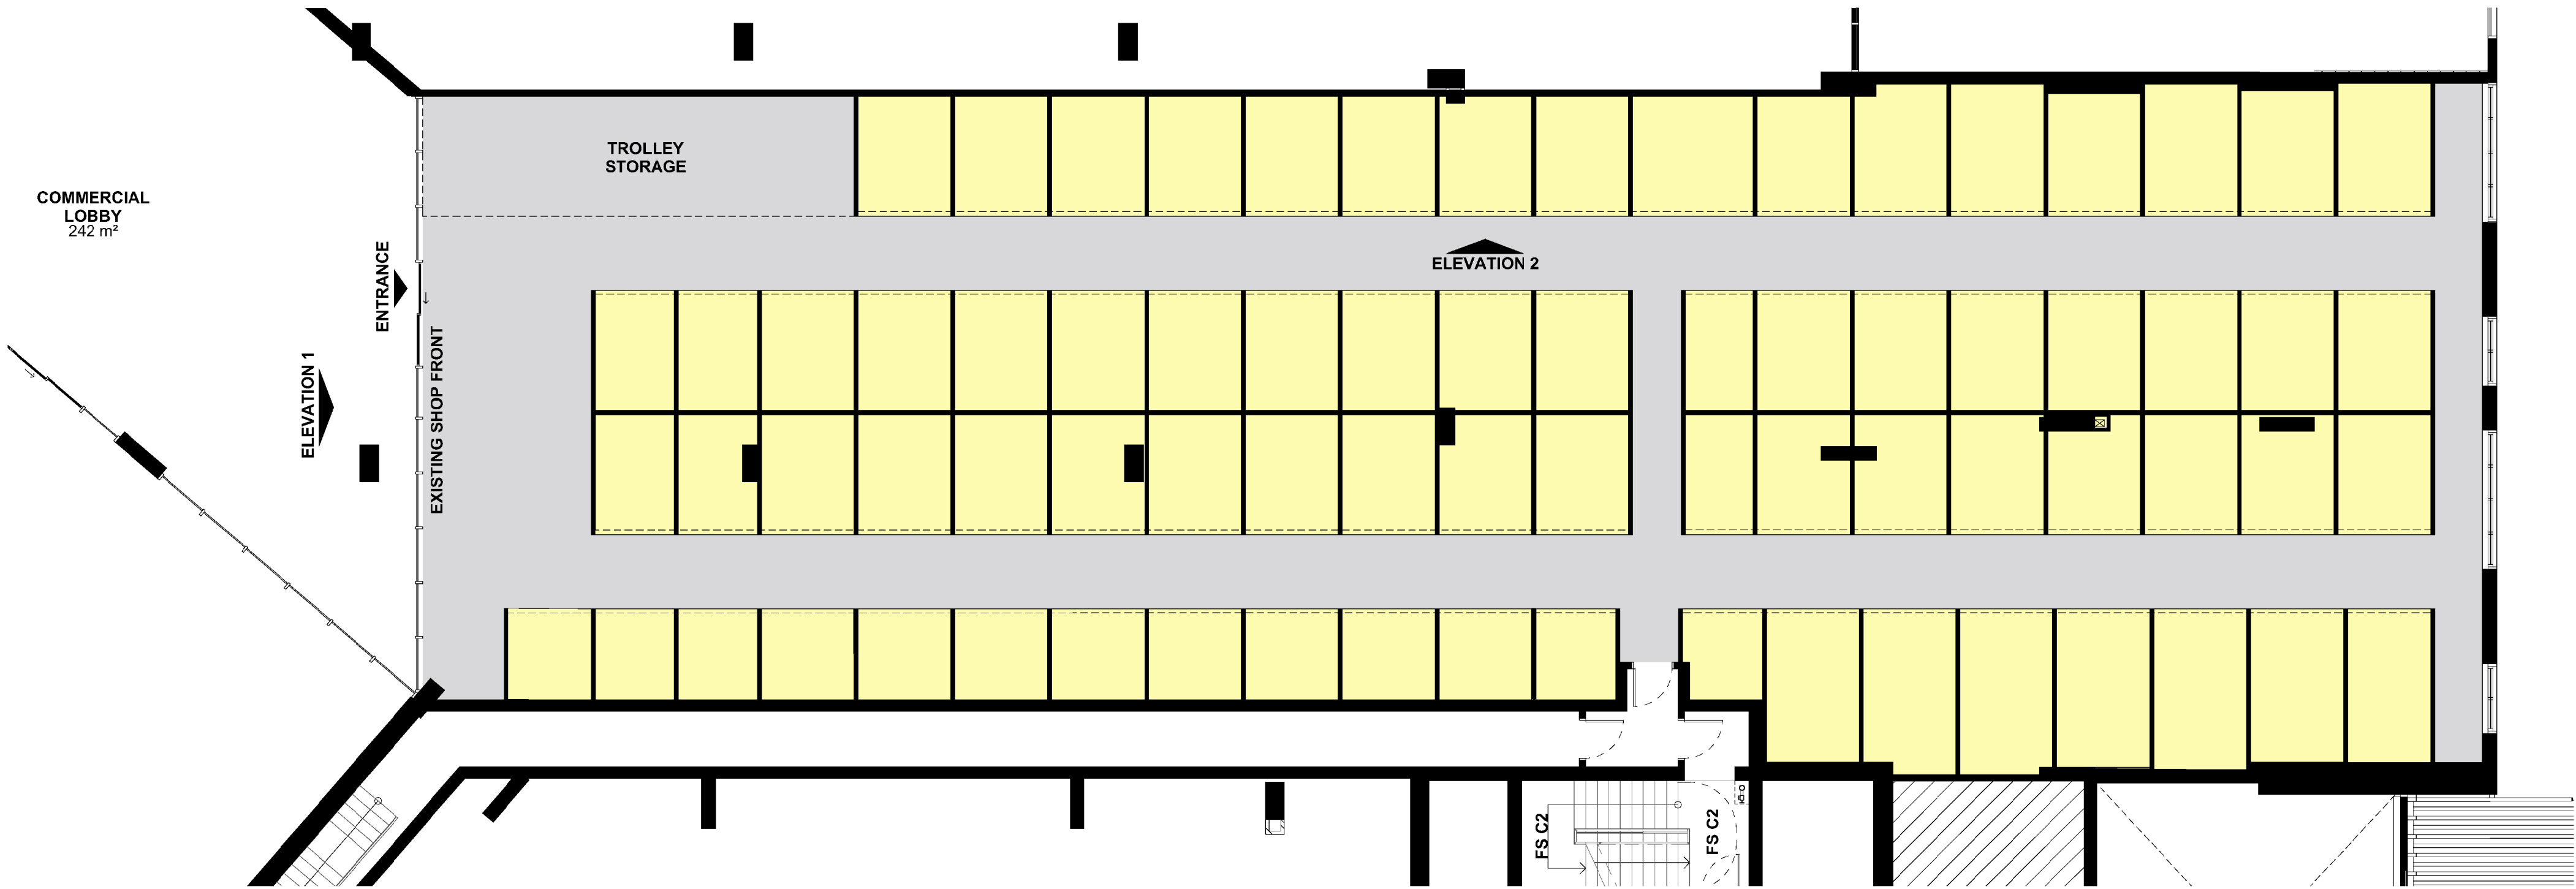 TROLLEY
STORAGE
COMMERCIAL
LOBBY
242 m²
ENTRANCE
ELEVATION 2
ELEVATION 1
EXISTING SHOP FRONT
FS C2
FS C2